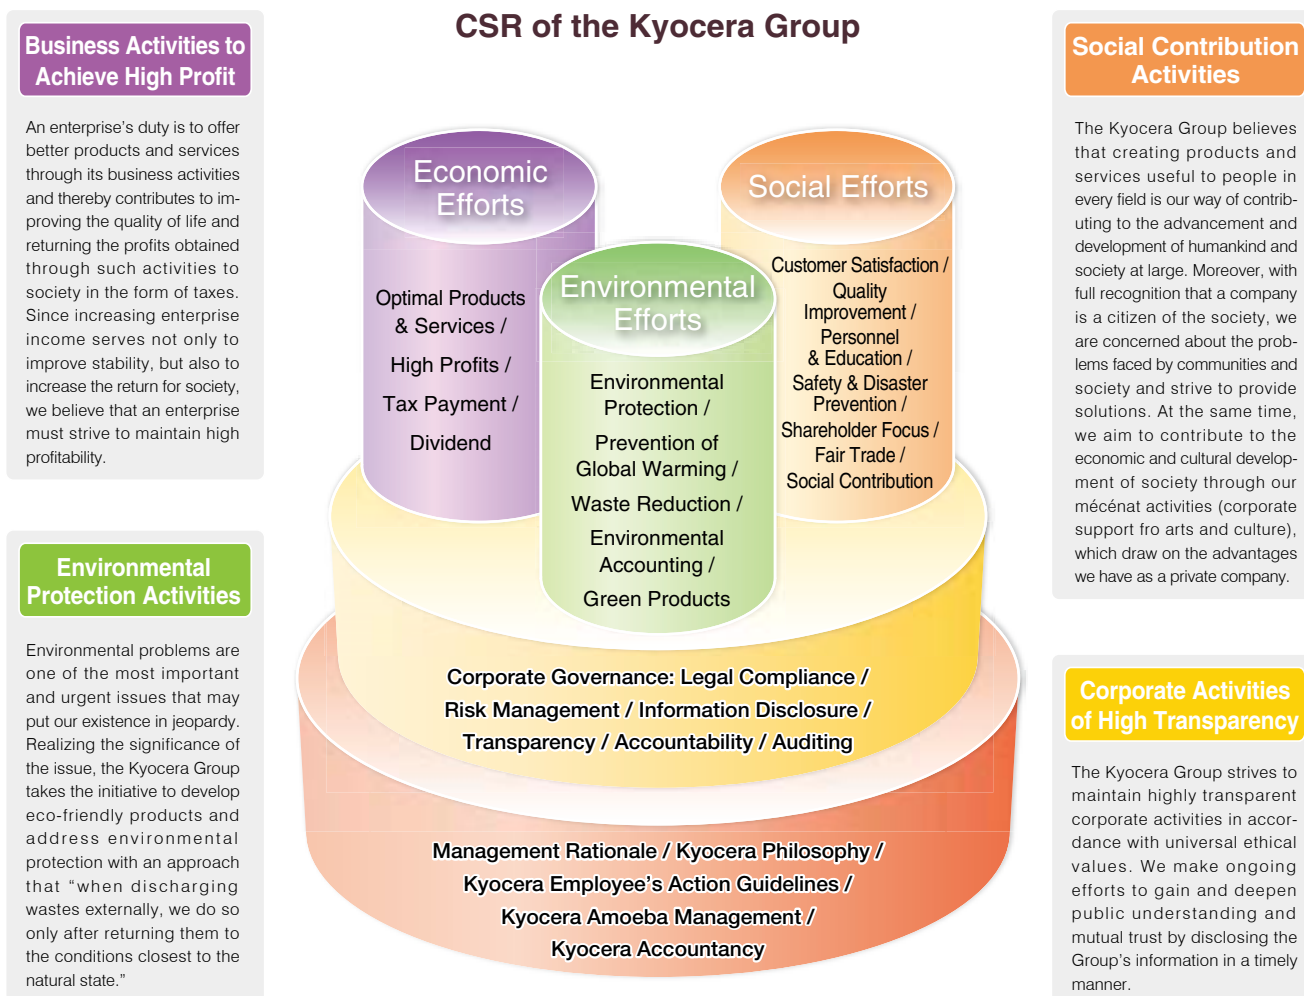 CSR of the Kyocera Group
Business Activities to
Achieve High Profit
An enterprise's duty is to offer
better products and services
through its business activities
and thereby contributes to im-
proving the quality of life and
returning the profits obtained
through such activities to
society in the form of taxes.
Since increasing enterprise
income serves not only to
improve stability, but also to
increase the return for society,
we believe that an enterprise
must strive to maintain high
profitability.
Environmental
Protection Activities
Environmental problems are
one of the most important
and urgent issues that may
put our existence in jeopardy.
Realizing the significance of
the issue, the Kyocera Group
takes the initiative to develop
eco-friendly products and
address environmental
protection with an approach
that “when discharging
wastes externally, we do so
only after returning them to
the conditions closest to the
natural state.”
Economic
Efforts
Optimal Products
& Services /
High Profits /
Tax Payment /
Dividend
Environmental
Efforts
Environmental
Protection /
Prevention of
Global Warming /
Waste Reduction /
Environmental
Accounting /
Green Products
Social Efforts
Customer Satisfaction /
Quality
Improvement /
Personnel
& Education /
Safety & Disaster
Prevention /
Shareholder Focus /
Fair Trade /
Social Contribution
Corporate Governance: Legal Compliance /
Risk Management / Information Disclosure /
Transparency / Accountability / Auditing
Management Rationale / Kyocera Philosophy /
Kyocera Employee's Action Guidelines /
Kyocera Amoeba Management /
Kyocera Accountancy
Social Contribution
Activities
The Kyocera Group believes
that creating products and
services useful to people in
every field is our way of contrib-
uting to the advancement and
development of humankind and
society at large. Moreover, with
full recognition that a company
is a citizen of the society, we
are concerned about the prob-
lems faced by communities and
society and strive to provide
solutions. At the same time,
we aim to contribute to the
economic and cultural develop-
ment of society through our
mécénat activities (corporate
support fro arts and culture),
which draw on the advantages
we have as a private company.
Corporate Activities
of High Transparency
The Kyocera Group strives to
maintain highly transparent
corporate activities in accor-
dance with universal ethical
values. We make ongoing
efforts to gain and deepen
public understanding and
mutual trust by disclosing the
Group's information in a timely
manner.